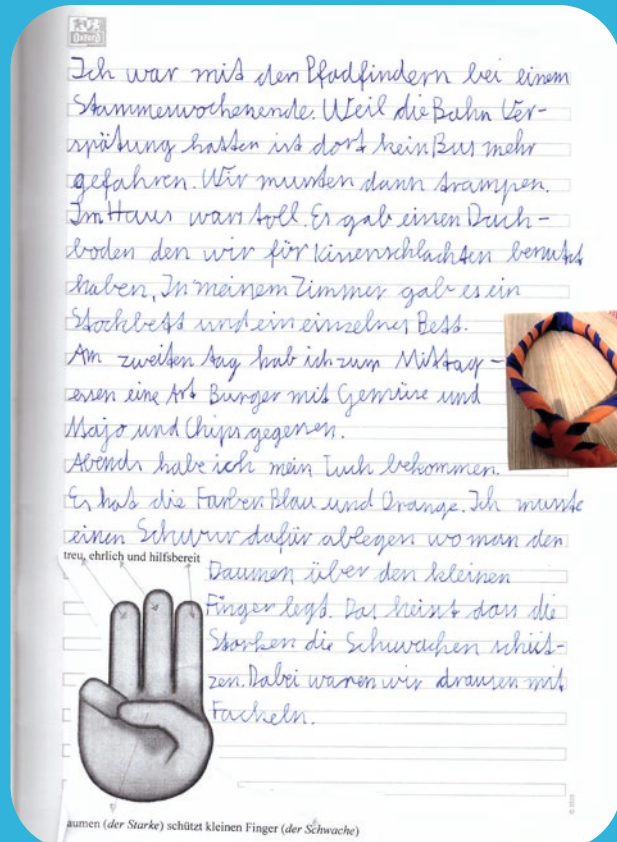 Oxford
Ich war mit den Pfadfindern bei einem
Stammeswochenende. Weil die Bahn Ver-
spätung hatten ist dort kein Bus mehr
gefahren. Wir mussten dann trampen.
Im Haus wars toll. Es gab einen Dach-
boden den wir für Kissenschlachten benutzt
haben. In meinem Zimmer gab es ein
Stockbett und ein einzelnes Bett.
Am zweiten tag hab ich zum Mittag-
essen eine Art Burger mit Gemüse und
Majo und Chips gegessen.
Abends habe ich mein Tuch bekommen.
Es hat die Farben Blau und Orange. Ich musste
einen Schwur dafür ablegen wo man den
treu, ehrlich und hilfsbereit
Daumen über den kleinen
Finger legt. Das heist dass die
Starken die Schwachen schüt-
zen. Dabei waren wir drausen mit
Fackeln.
aumen (der Starke) schützt kleinen Finger (der Schwache)